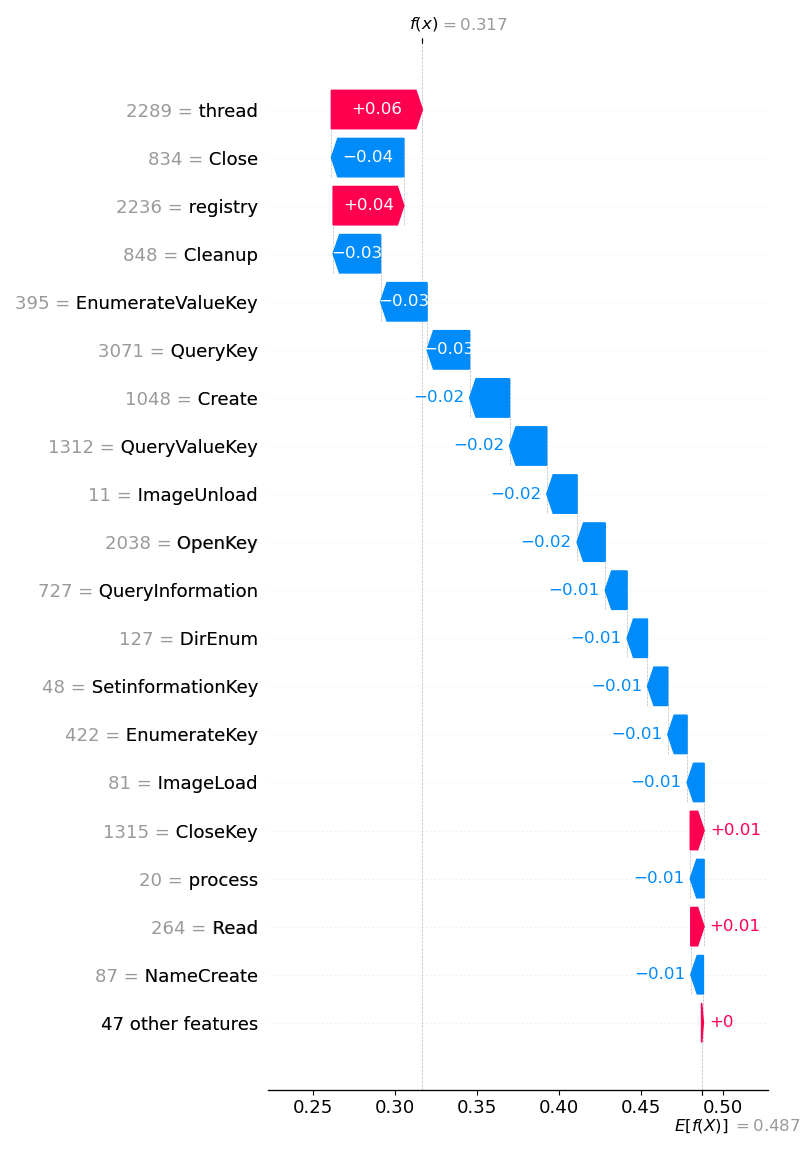 f(x) = 0.317
2289 = thread +0.06
834 = Close −0.04
2236 = registry +0.04
848 = Cleanup −0.03
395 = EnumerateValueKey −0.03
3071 = QueryKey −0.03
1048 = Create −0.02
1312 = QueryValueKey −0.02
11 = ImageUnload −0.02
2038 = OpenKey −0.02
727 = QueryInformation −0.01
127 = DirEnum −0.01
48 = SetinformationKey −0.01
422 = EnumerateKey −0.01
81 = ImageLoad −0.01
1315 = CloseKey +0.01
20 = process −0.01
264 = Read +0.01
87 = NameCreate −0.01
47 other features +0
0.25 0.30 0.35 0.40 0.45 0.50
E[f(X)] = 0.487